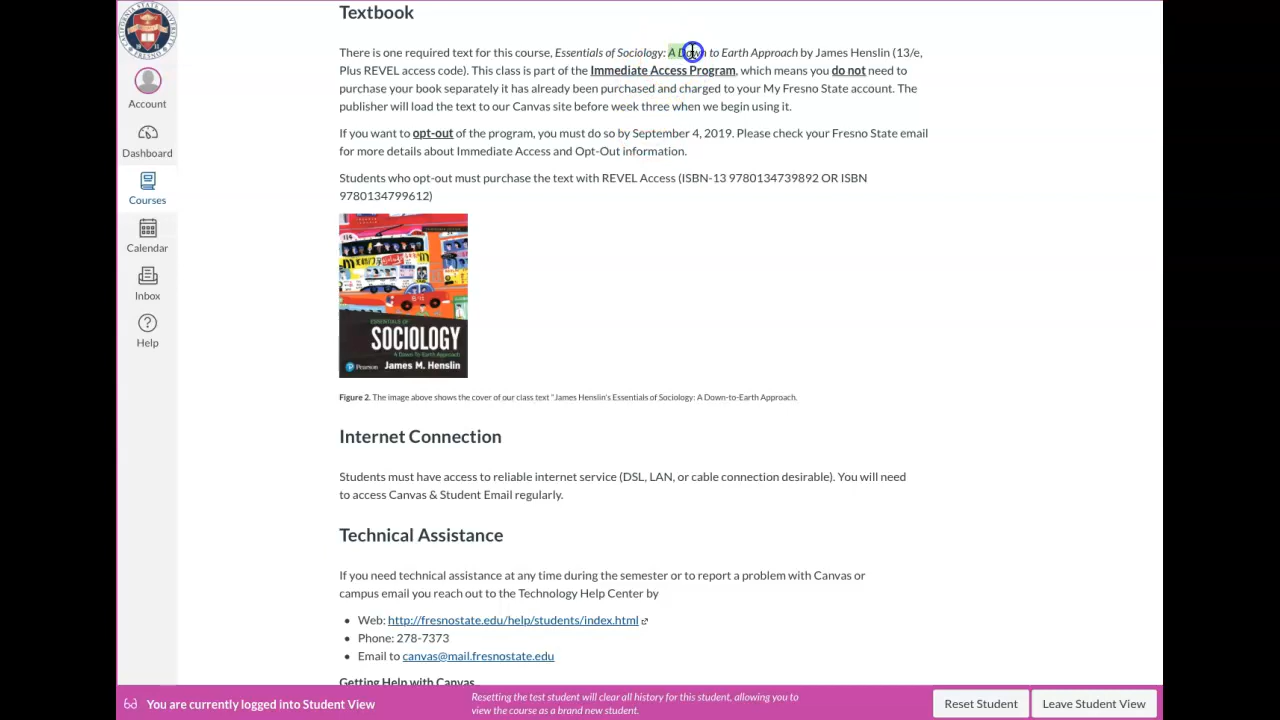 Textbook
There is one required text for this course, Essentials of Sociology: A Down to Earth Approach by James Henslin (13/e,
Plus REVEL access code). This class is part of the Immediate Access Program, which means you do not need to
purchase your book separately it has already been purchased and charged to your My Fresno State account. The
publisher will load the text to our Canvas site before week three when we begin using it.
If you want to opt-out of the program, you must do so by September 4, 2019. Please check your Fresno State email
for more details about Immediate Access and Opt-Out information.
Students who opt-out must purchase the text with REVEL Access (ISBN-13 9780134739892 OR ISBN
9780134799612)
ESSENTIALS OF
SOCIOLOGY
A Down To Earth Approach
Pearson
James M. Henslin
Figure 2. The image above shows the cover of our class text "James Henslin's Essentials of Sociology: A Down-to-Earth Approach.
Internet Connection
Students must have access to reliable internet service (DSL, LAN, or cable connection desirable). You will need
to access Canvas & Student Email regularly.
Technical Assistance
If you need technical assistance at any time during the semester or to report a problem with Canvas or
campus email you reach out to the Technology Help Center by
Web: http://fresnostate.edu/help/students/index.html
Phone: 278-7373
Email to canvas@mail.fresnostate.edu
Getting Help with Canvas
Account
Dashboard
Courses
Calendar
Inbox
Help
You are currently logged into Student View
Resetting the test student will clear all history for this student, allowing you to
view the course as a brand new student.
Reset Student
Leave Student View